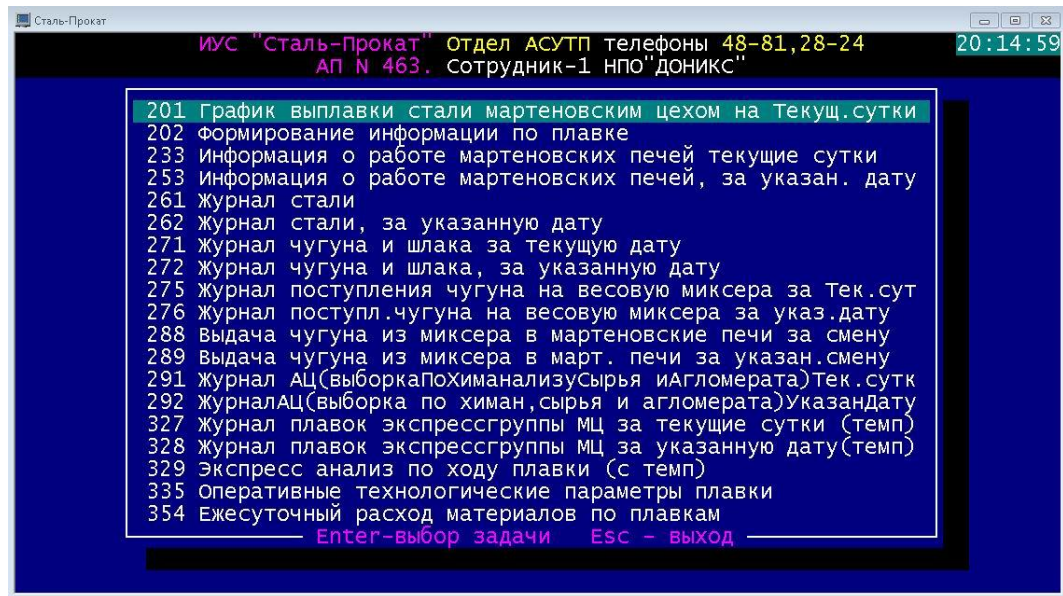 Сталь-Прокат
ИУС "Сталь-Прокат" Отдел АСУТП телефоны 48-81,28-24 20:14:59
АП N 463. Сотрудник-1 НПО"ДОНИКС"
201 График выплавки стали мартеновским цехом на Текущ.сутки
202 Формирование информации по плавке
233 Информация о работе мартеновских печей текущие сутки
253 Информация о работе мартеновских печей, за указан. дату
261 Журнал стали
262 Журнал стали, за указанную дату
271 Журнал чугуна и шлака за текущую дату
272 Журнал чугуна и шлака, за указанную дату
275 Журнал поступления чугуна на весовую миксера за Тек.сут
276 Журнал поступл.чугуна на весовую миксера за указ.дату
288 Выдача чугуна из миксера в мартеновские печи за смену
289 Выдача чугуна из миксера в март. печи за указан.смену
291 Журнал АЦ(выборкаПоХиманализуСырья иАгломерата)Тек.сутк
292 ЖурналАЦ(выборка по химан,сырья и агломерата)УказанДату
327 Журнал плавок экспрессгруппы МЦ за текущие сутки (темп)
328 Журнал плавок экспрессгруппы МЦ за указанную дату(темп)
329 Экспресс анализ по ходу плавки (с темп)
335 Оперативные технологические параметры плавки
354 Ежесуточный расход материалов по плавкам
Enter-выбор задачи Esc - выход